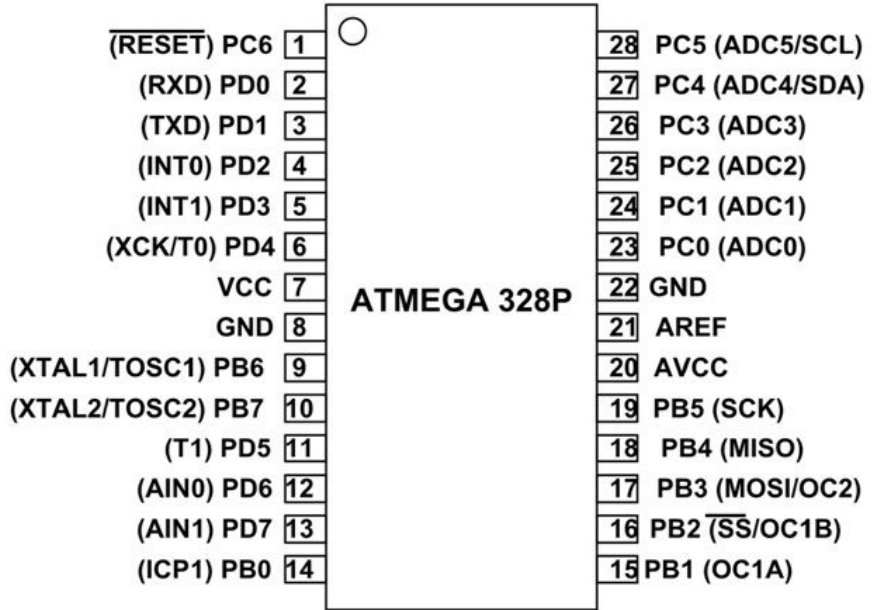 (RESET) PC6 1
(RXD) PD0 2
(TXD) PD1 3
(INT0) PD2 4
(INT1) PD3 5
(XCK/T0) PD4 6
VCC 7
GND 8
(XTAL1/TOSC1) PB6 9
(XTAL2/TOSC2) PB7 10
(T1) PD5 11
(AIN0) PD6 12
(AIN1) PD7 13
(ICP1) PB0 14
ATMEGA 328P
28 PC5 (ADC5/SCL)
27 PC4 (ADC4/SDA)
26 PC3 (ADC3)
25 PC2 (ADC2)
24 PC1 (ADC1)
23 PC0 (ADC0)
22 GND
21 AREF
20 AVCC
19 PB5 (SCK)
18 PB4 (MISO)
17 PB3 (MOSI/OC2)
16 PB2 (SS/OC1B)
15 PB1 (OC1A)